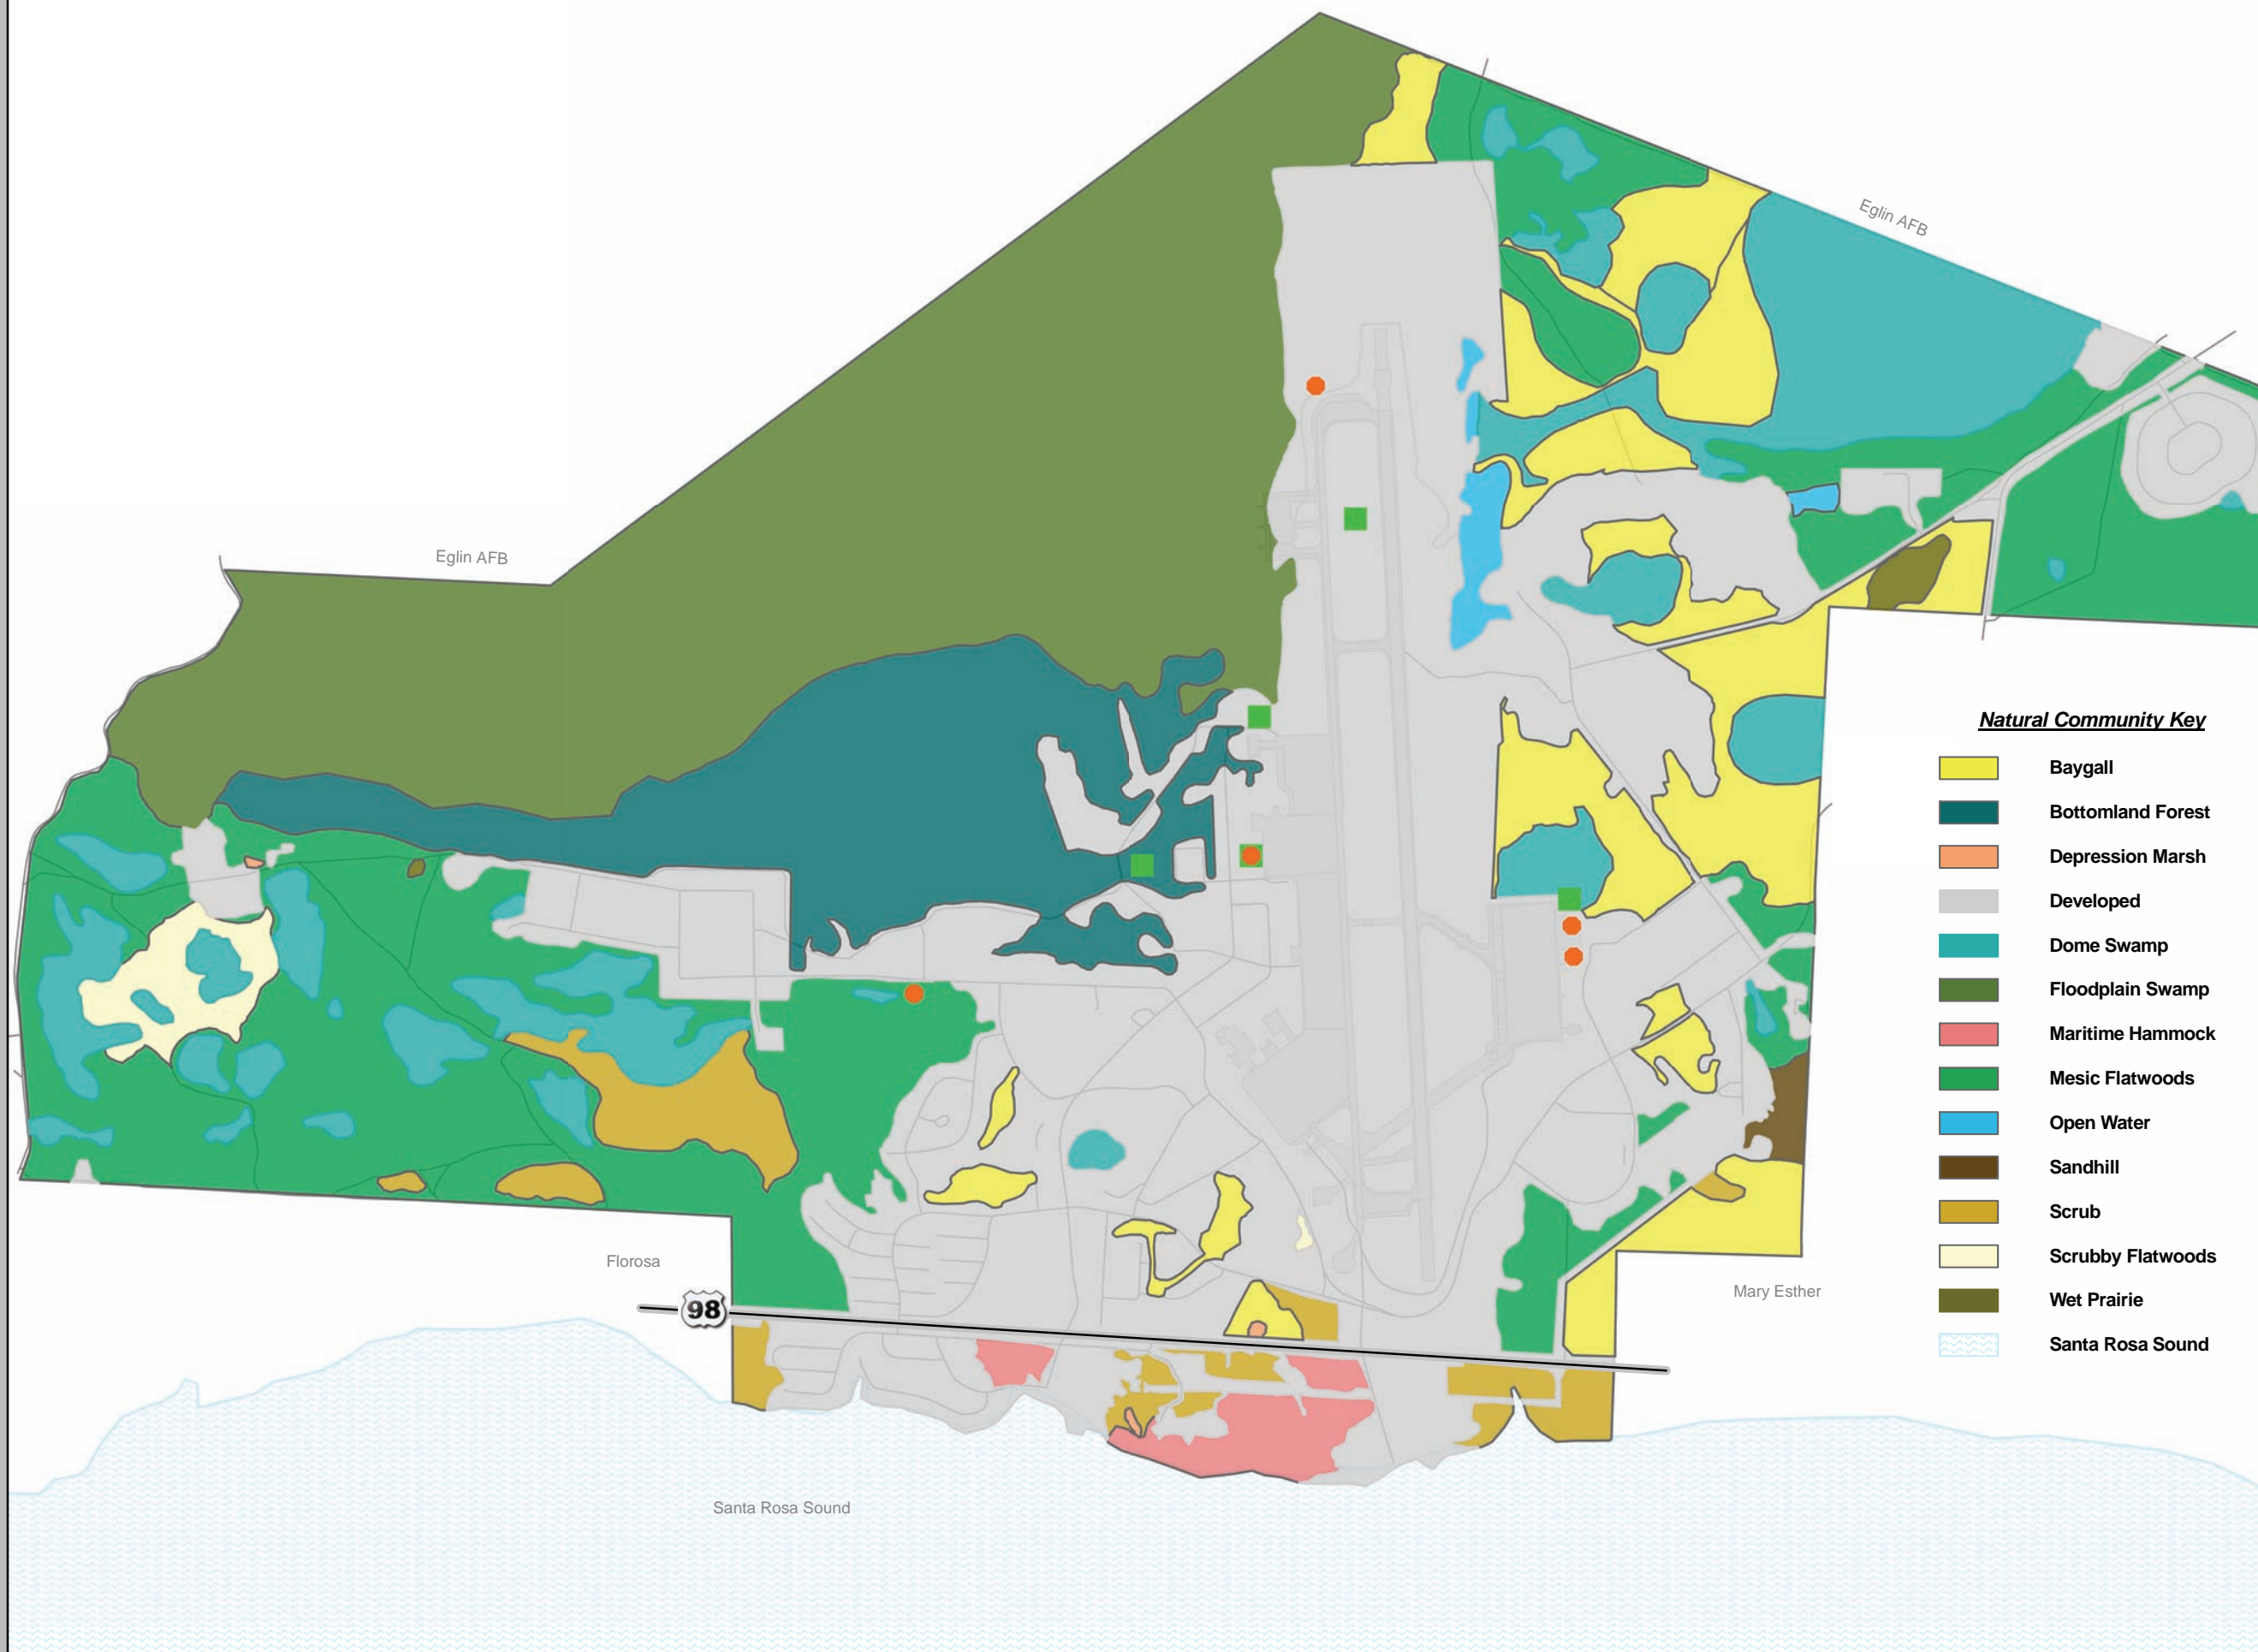 Eglin AFB
Eglin AFB
Natural Community Key
Baygall
Bottomland Forest
Depression Marsh
Developed
Dome Swamp
Floodplain Swamp
Maritime Hammock
Mesic Flatwoods
Open Water
Sandhill
Scrub
Scrubby Flatwoods
Wet Prairie
Santa Rosa Sound
Florosa
98
Mary Esther
Santa Rosa Sound